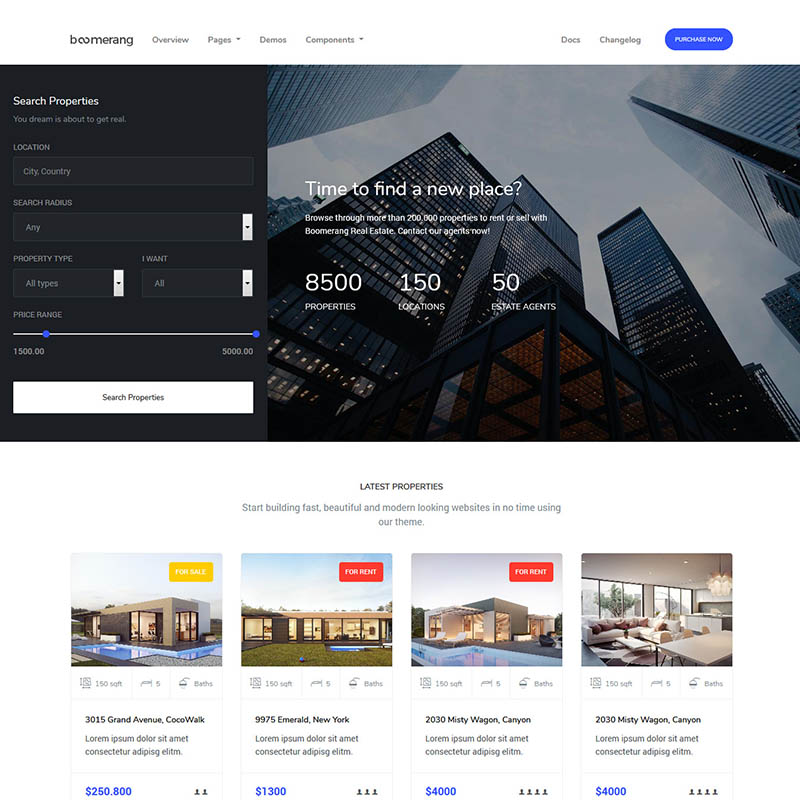 boomerang Overview Pages Demos Components Docs Changelog PURCHASE NOW
Search Properties
You dream is about to get real.
LOCATION
City, Country
SEARCH RADIUS
Any
PROPERTY TYPE I WANT
All types All
PRICE RANGE
1500.00 5000.00
Search Properties
Time to find a new place?
Browse through more than 200,000 properties to rent or sell with
Boomerang Real Estate. Contact our agents now!
8500 150 50
PROPERTIES LOCATIONS ESTATE AGENTS
LATEST PROPERTIES
Start building fast, beautiful and modern looking websites in no time using
our theme.
FOR SALE
150 sqft 5 Baths
3015 Grand Avenue, CocoWalk
Lorem ipsum dolor sit amet
consectetur adipisg elitm.
$250.800
FOR RENT
150 sqft 5 Baths
9975 Emerald, New York
Lorem ipsum dolor sit amet
consectetur adipisg elitm.
$1300
FOR RENT
150 sqft 5 Baths
2030 Misty Wagon, Canyon
Lorem ipsum dolor sit amet
consectetur adipisg elitm.
$4000
150 sqft 5 Baths
2030 Misty Wagon, Canyon
Lorem ipsum dolor sit amet
consectetur adipisg elitm.
$4000